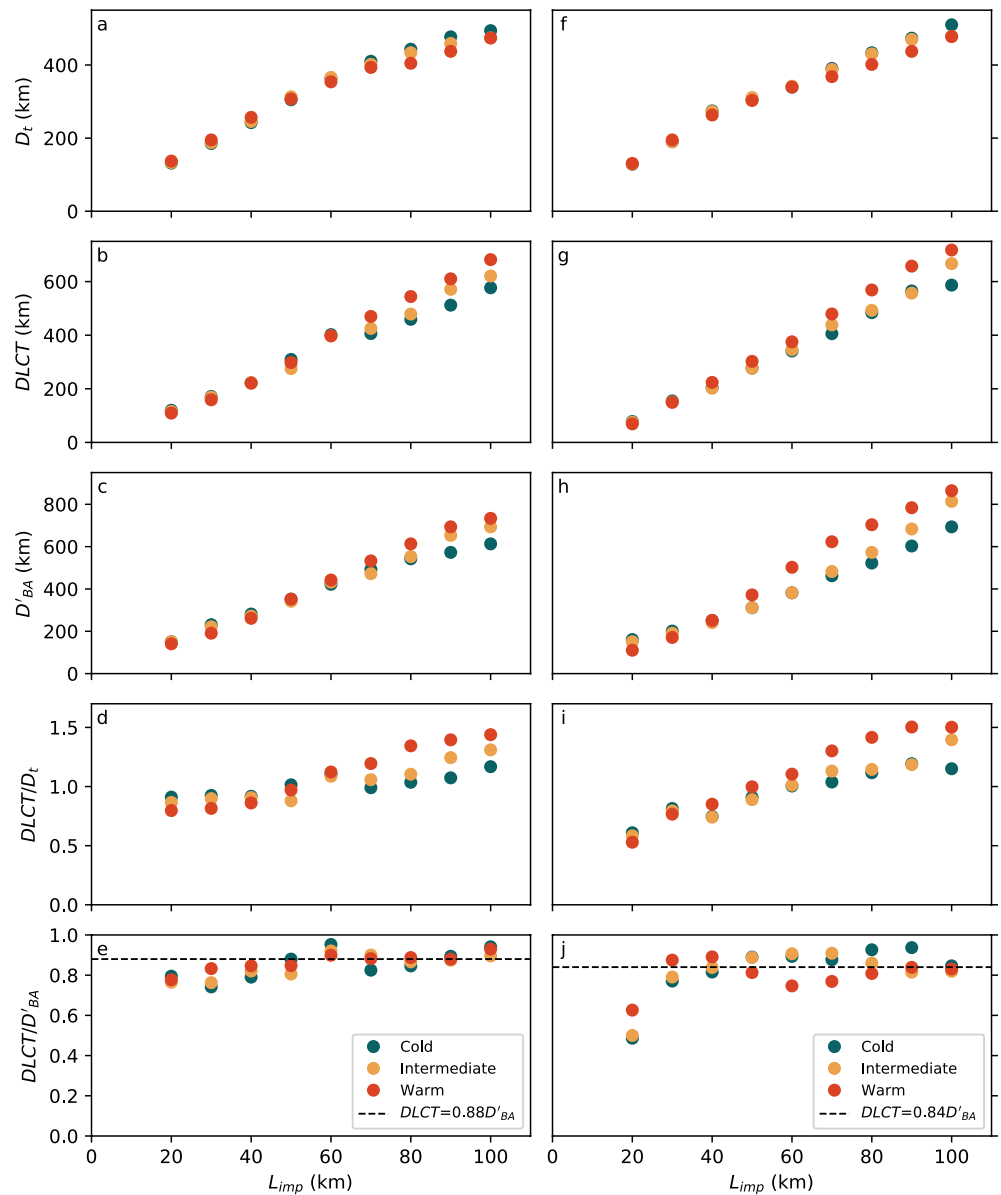 a
D_t (km)
0
200
400
f
b
DLCT (km)
0
200
400
600
g
c
D'_BA (km)
0
200
400
600
800
h
d
DLCT/D_t
0.0
0.5
1.0
1.5
i
e
DLCT/D'_BA
0.0
0.2
0.4
0.6
0.8
1.0
Cold
Intermediate
Warm
DLCT=0.88D'_BA
0 20 40 60 80 100
L_imp (km)
j
Cold
Intermediate
Warm
DLCT=0.84D'_BA
0 20 40 60 80 100
L_imp (km)